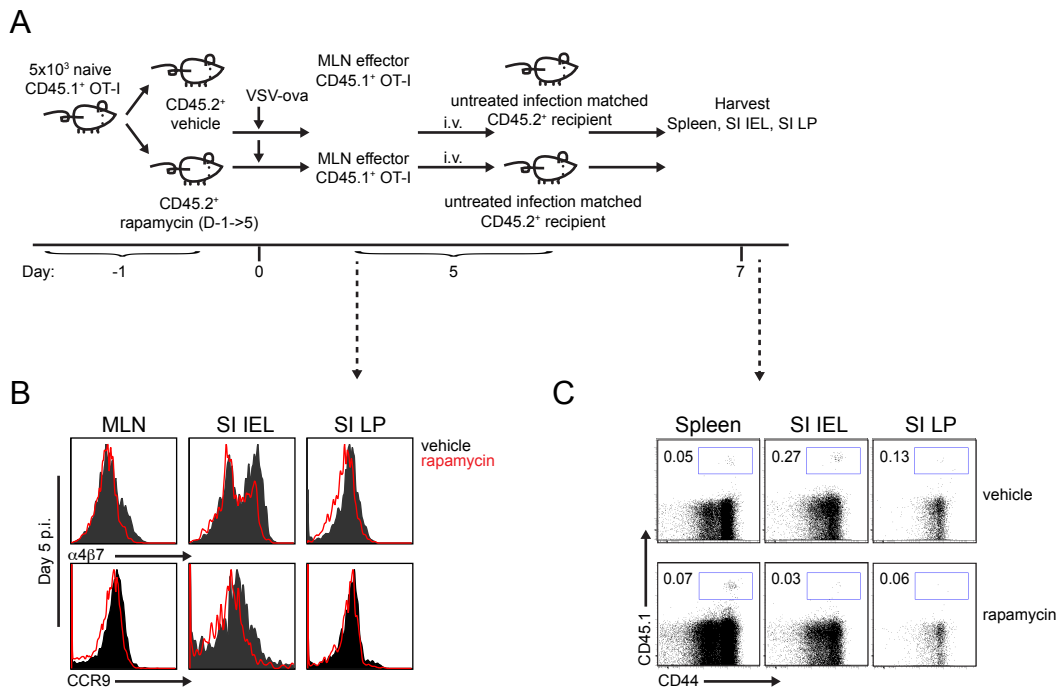 A
5x10³ naive
CD45.1⁺ OT-I
CD45.2⁺
vehicle
VSV-ova
MLN effector
CD45.1⁺ OT-I
i.v.
untreated infection matched
CD45.2⁺ recipient
Harvest
Spleen, SI IEL, SI LP
CD45.2⁺
rapamycin (D-1->5)
MLN effector
CD45.1⁺ OT-I
i.v.
untreated infection matched
CD45.2⁺ recipient
Day:
-1
0
5
7
B
MLN
SI IEL
SI LP
vehicle
rapamycin
Day 5 p.i.
α4β7
CCR9
C
Spleen
SI IEL
SI LP
0.05
0.27
0.13
vehicle
0.07
0.03
0.06
rapamycin
CD45.1
CD44